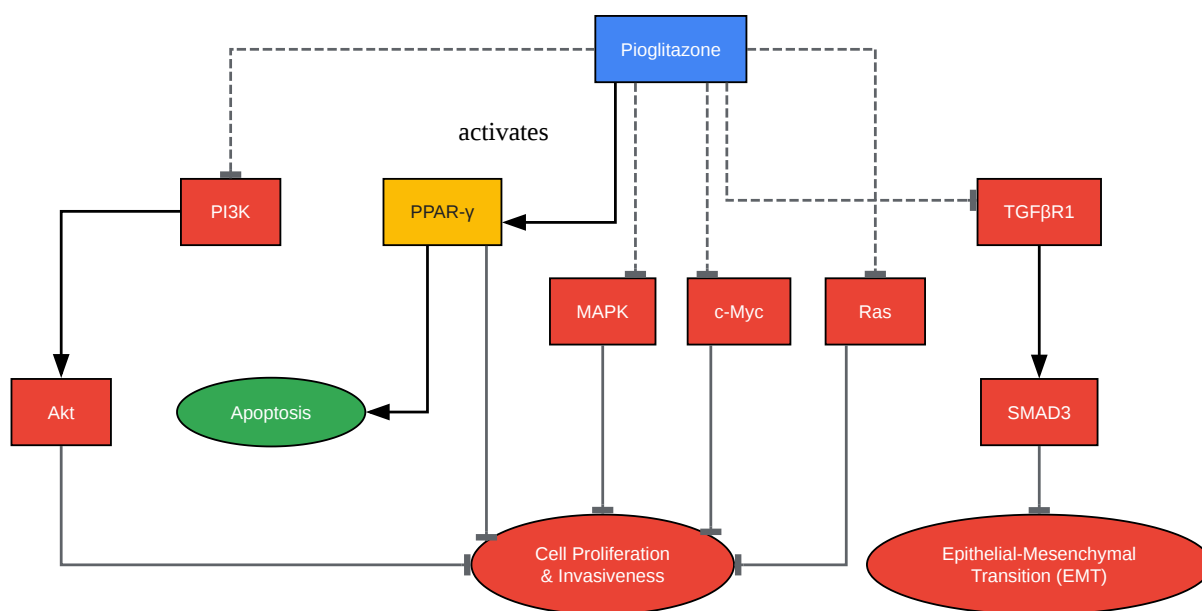 Pioglitazone
activates
PI3K
PPAR-γ
TGFβR1
MAPK
c-Myc
Ras
Akt
Apoptosis
SMAD3
Cell Proliferation
& Invasiveness
Epithelial-Mesenchymal
Transition (EMT)